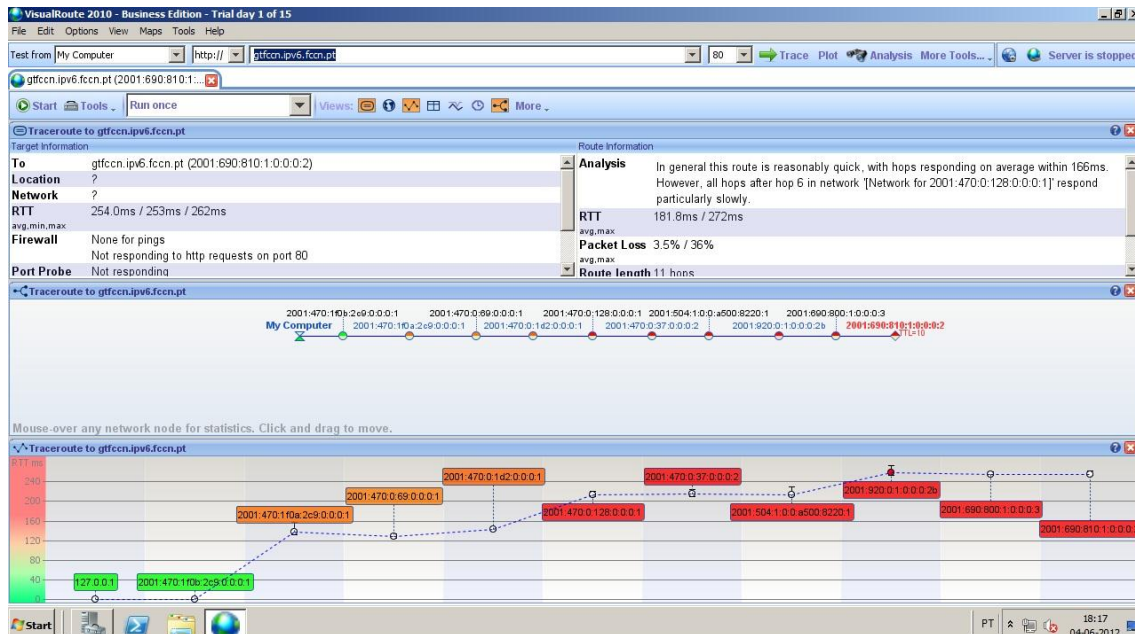 VisualRoute 2010 - Business Edition - Trial day 1 of 15
File Edit Options View Maps Tools Help
Test from My Computer http:// gtfccn.ipv6.fccn.pt 80 Trace Plot Analysis More Tools... Server is stopped
gtfccn.ipv6.fccn.pt (2001:690:810:1:...
Start Tools Run once Views: More
Traceroute to gtfccn.ipv6.fccn.pt
Target Information
Route Information
To gtfccn.ipv6.fccn.pt (2001:690:810:1:0:0:0:2)
Location ?
Network ?
RTT 254.0ms / 253ms / 262ms
avg,min,max
Firewall None for pings
Not responding to http requests on port 80
Port Probe Not responding
Analysis In general this route is reasonably quick, with hops responding on average within 166ms.
However, all hops after hop 6 in network '[Network for 2001:470:0:128:0:0:0:1]' respond
particularly slowly.
RTT 181.8ms / 272ms
avg,max
Packet Loss 3.5% / 36%
avg,max
Route length 11 hops
Traceroute to gtfccn.ipv6.fccn.pt
2001:470:1f0b:2c9:0:0:0:1 2001:470:0:69:0:0:0:1 2001:470:0:128:0:0:0:1 2001:504:1:0:0:a500:8220:1 2001:690:800:1:0:0:0:3
My Computer 2001:470:1f0a:2c9:0:0:0:1 2001:470:0:1d2:0:0:0:1 2001:470:0:37:0:0:0:2 2001:920:0:1:0:0:0:2b 2001:690:810:1:0:0:0:2
TTL=10
Mouse-over any network node for statistics. Click and drag to move.
Traceroute to gtfccn.ipv6.fccn.pt
RTT ms
240
200
160
120
80
40
0
127.0.0.1
2001:470:1f0b:2c9:0:0:0:1
2001:470:1f0a:2c9:0:0:0:1
2001:470:0:69:0:0:0:1
2001:470:0:1d2:0:0:0:1
2001:470:0:128:0:0:0:1
2001:470:0:37:0:0:0:2
2001:504:1:0:0:a500:8220:1
2001:920:0:1:0:0:0:2b
2001:690:800:1:0:0:0:3
2001:690:810:1:0:0:0:
Start
PT
18:17
04-06-2012